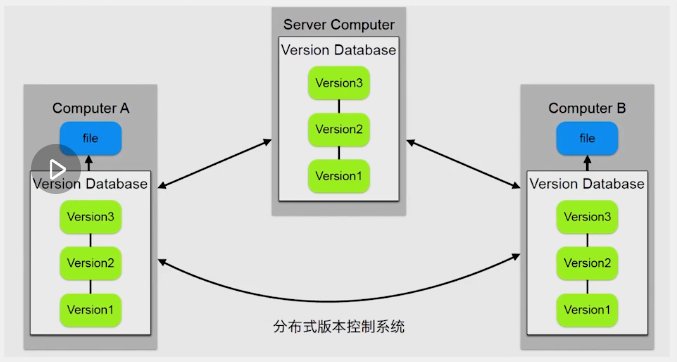 Server Computer
Version Database
Version3
Version2
Version1
Computer A
file
Version Database
Version3
Version2
Version1
Computer B
file
Version Database
Version3
Version2
Version1
分布式版本控制系统